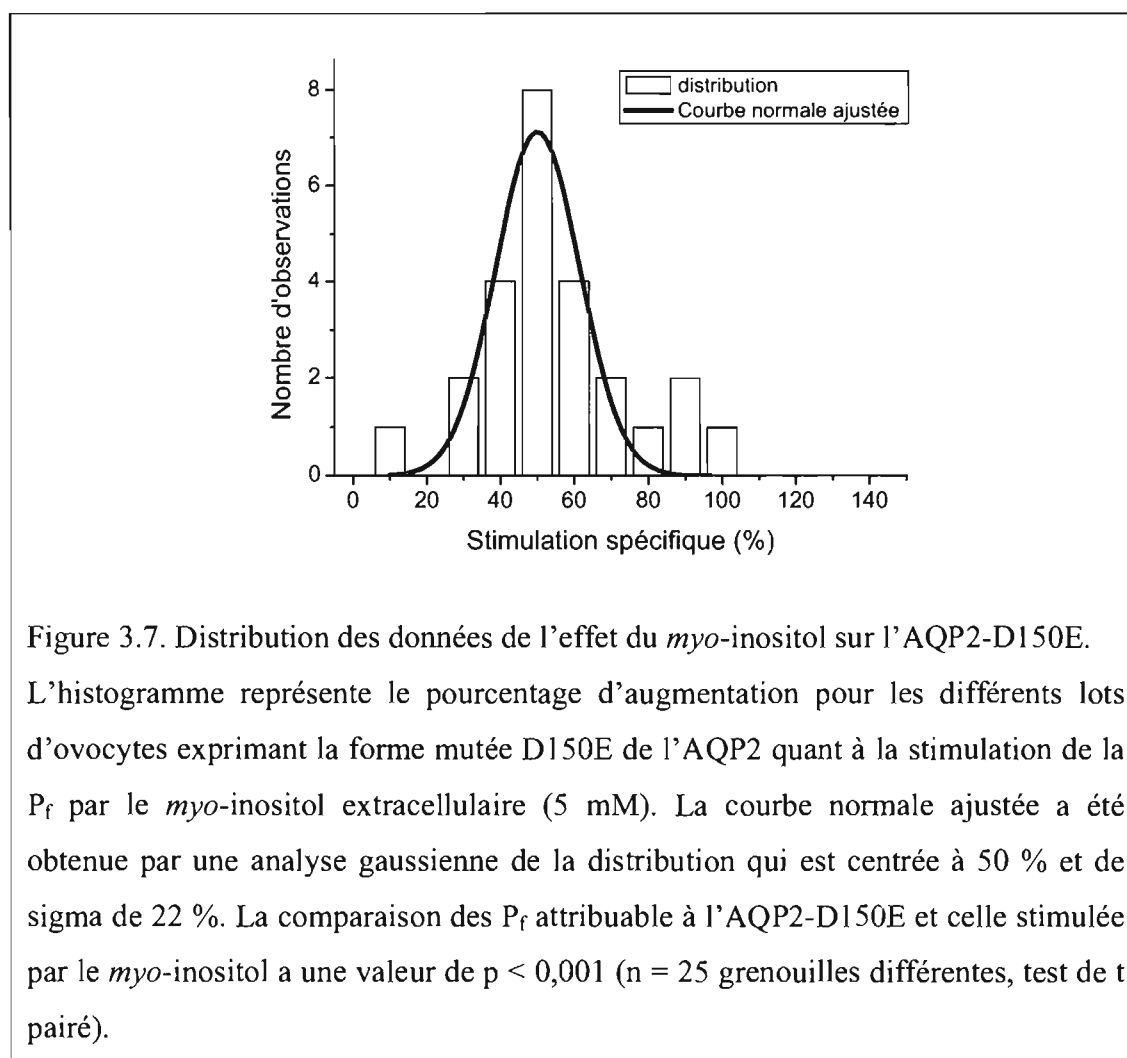 distribution
Courbe normale ajustée
8
6
4
2
0
Nombre d'observations
0 20 40 60 80 100 120 140
Stimulation spécifique (%)
Figure 3.7. Distribution des données de l'effet du myo-inositol sur l'AQP2-D150E.
L'histogramme représente le pourcentage d'augmentation pour les différents lots
d'ovocytes exprimant la forme mutée D150E de l'AQP2 quant à la stimulation de la
Pf par le myo-inositol extracellulaire (5 mM). La courbe normale ajustée a été
obtenue par une analyse gaussienne de la distribution qui est centrée à 50 % et de
sigma de 22 %. La comparaison des Pf attribuable à l'AQP2-D150E et celle stimulée
par le myo-inositol a une valeur de p < 0,001 (n = 25 grenouilles différentes, test de t
pairé).